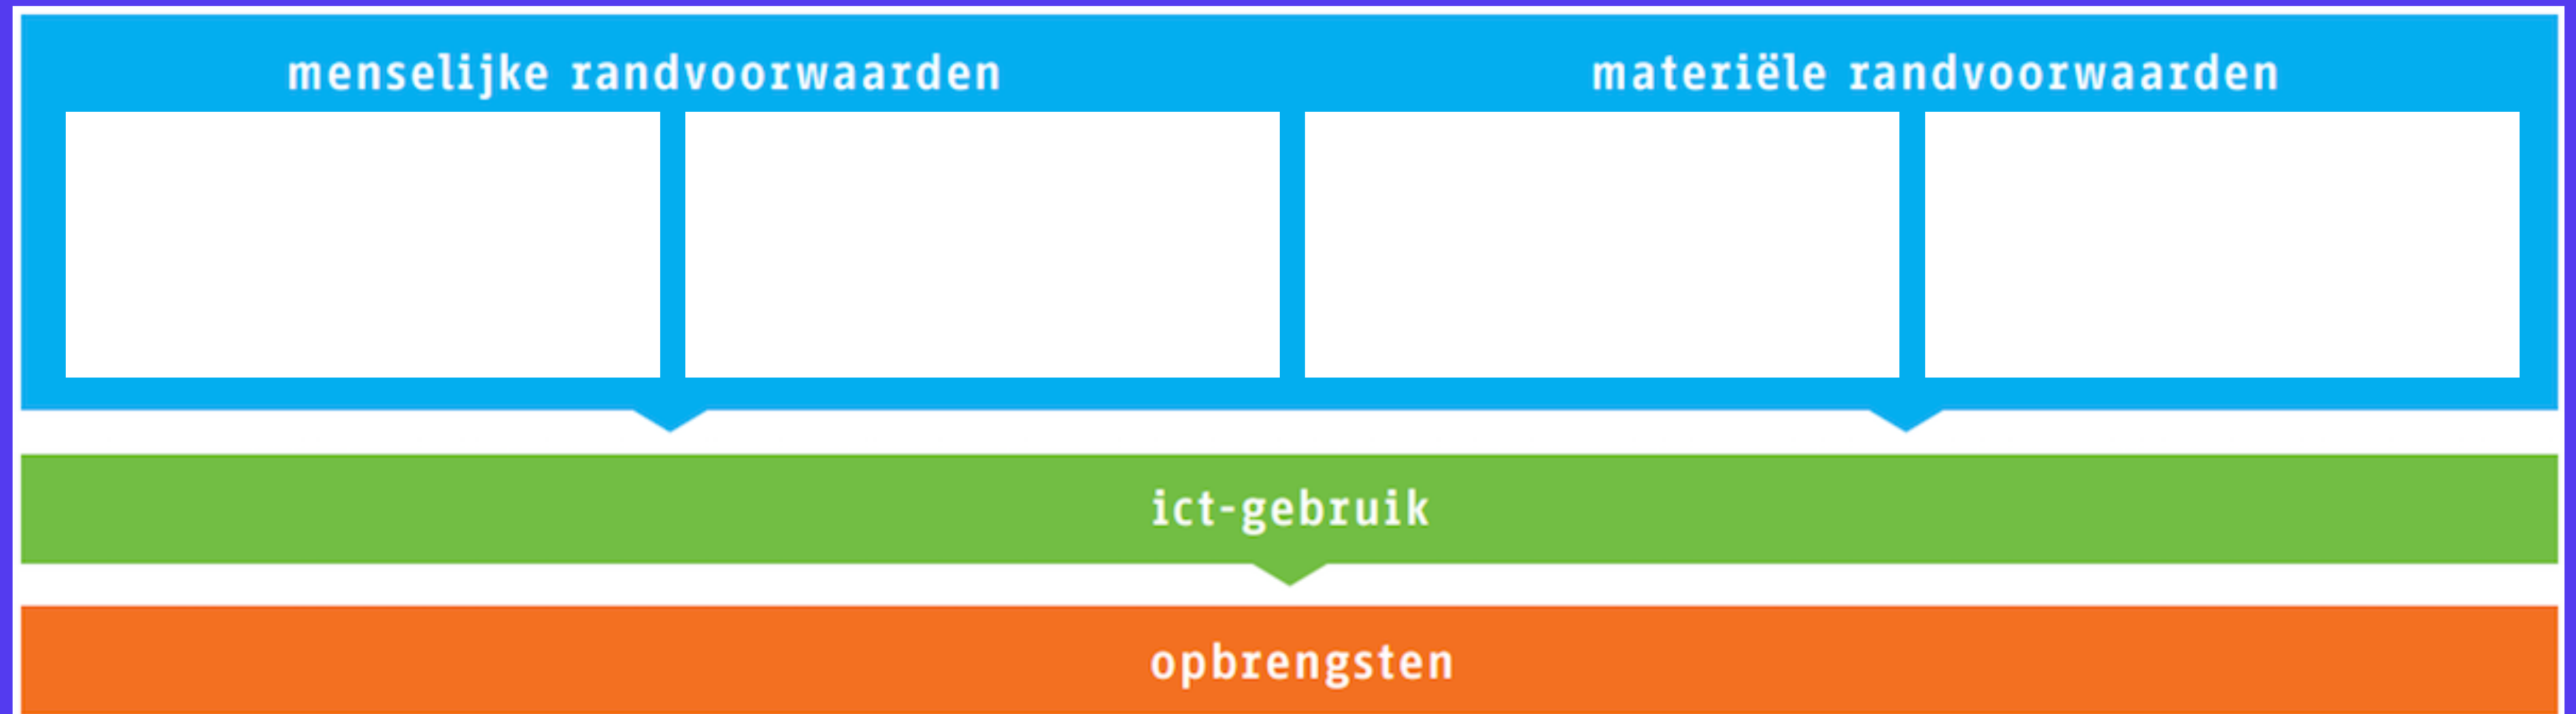 menselijke randvoorwaarden
materiële randvoorwaarden
ict-gebruik
opbrengsten